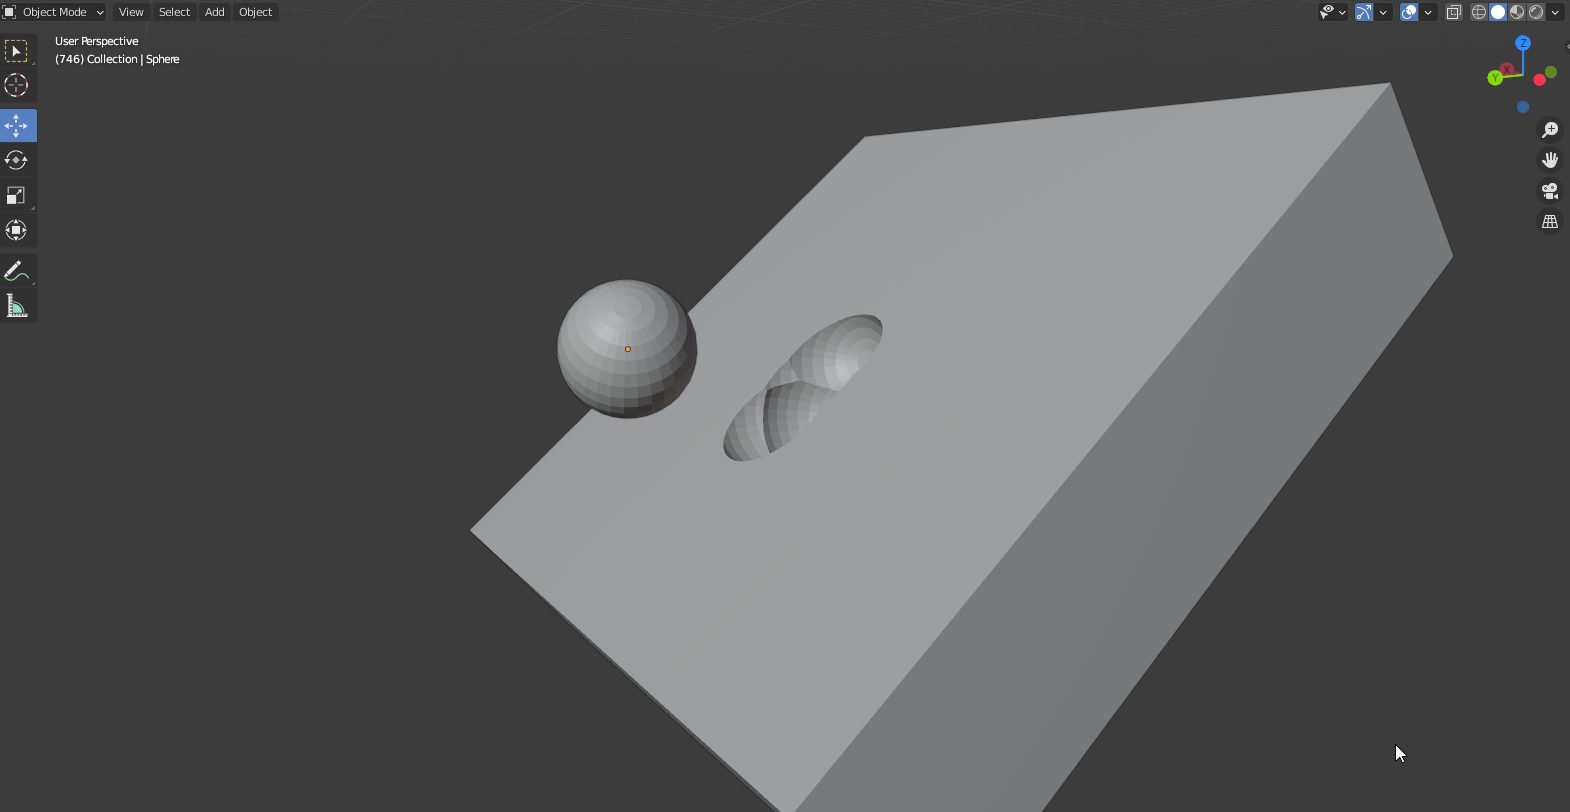 Object Mode View Select Add Object
User Perspective
(746) Collection | Sphere
Z
X
Y